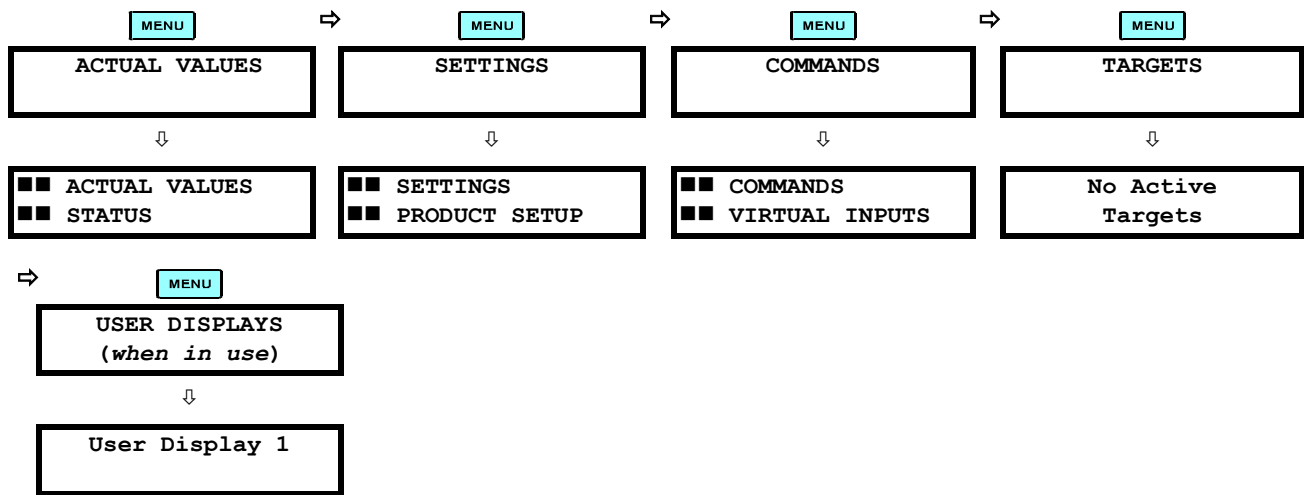 MENU
ACTUAL VALUES
ACTUAL VALUES
STATUS
MENU
SETTINGS
SETTINGS
PRODUCT SETUP
MENU
COMMANDS
COMMANDS
VIRTUAL INPUTS
MENU
TARGETS
No Active
Targets
MENU
USER DISPLAYS
(when in use)
User Display 1